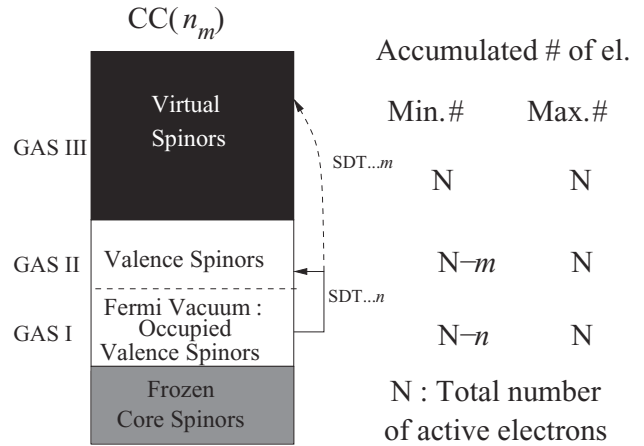 CC(n_m)
Accumulated # of el.
Min.# Max.#
Virtual
Spinors
GAS III
SDT...m
N N
GAS II
Valence Spinors
N−m N
SDT...n
Fermi Vacuum :
Occupied
Valence Spinors
GAS I
N−n N
Frozen
Core Spinors
N : Total number
of active electrons